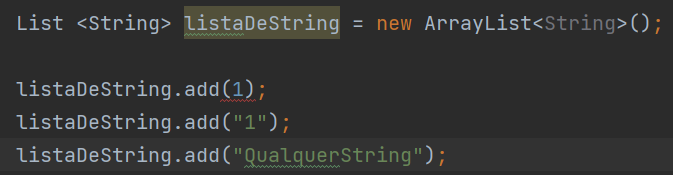 List <String> listaDeString = new ArrayList<String>();
listaDeString.add(1);
listaDeString.add("1");
listaDeString.add("QualquerString");